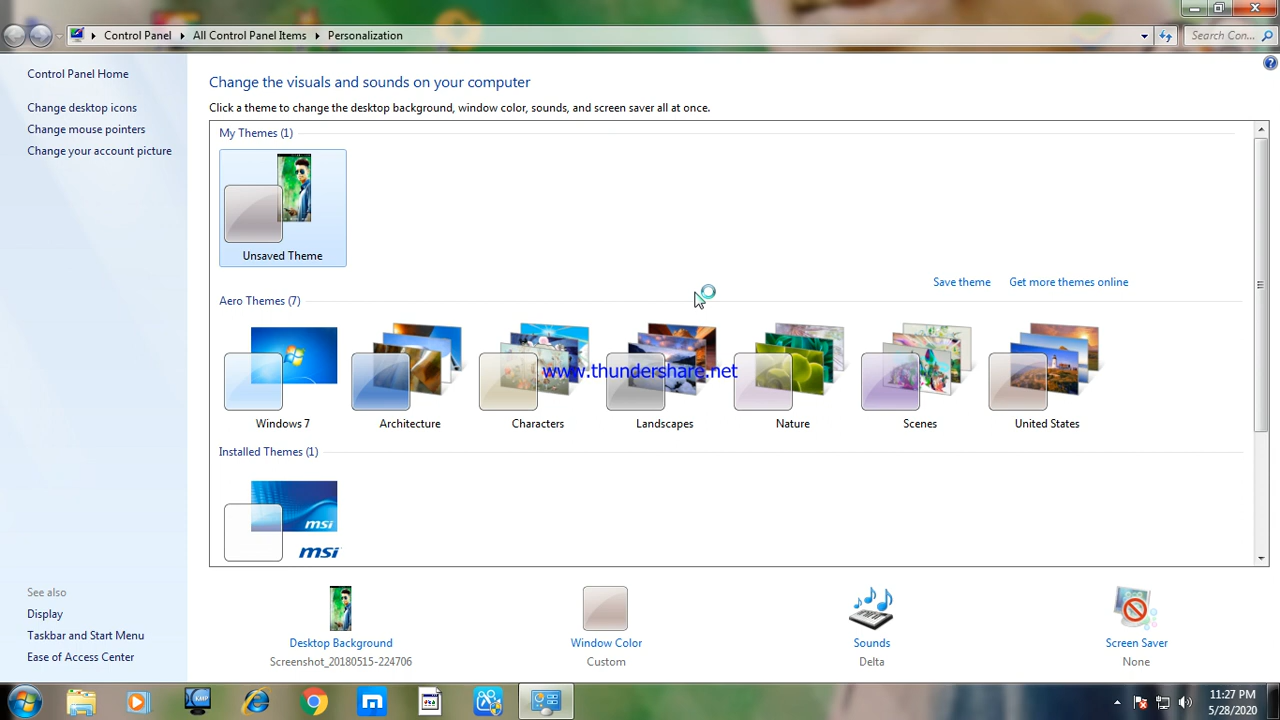 Control Panel All Control Panel Items Personalization
Search Con...
Control Panel Home
Change desktop icons
Change mouse pointers
Change your account picture
See also
Display
Taskbar and Start Menu
Ease of Access Center
Change the visuals and sounds on your computer
Click a theme to change the desktop background, window color, sounds, and screen saver all at once.
My Themes (1)
Unsaved Theme
Save theme Get more themes online
Aero Themes (7)
www.thundershare.net
Windows 7 Architecture Characters Landscapes Nature Scenes United States
Installed Themes (1)
msi
msi
Desktop Background Window Color Sounds Screen Saver
Screenshot_20180515-224706 Custom Delta None
KMP
11:27 PM
5/28/2020